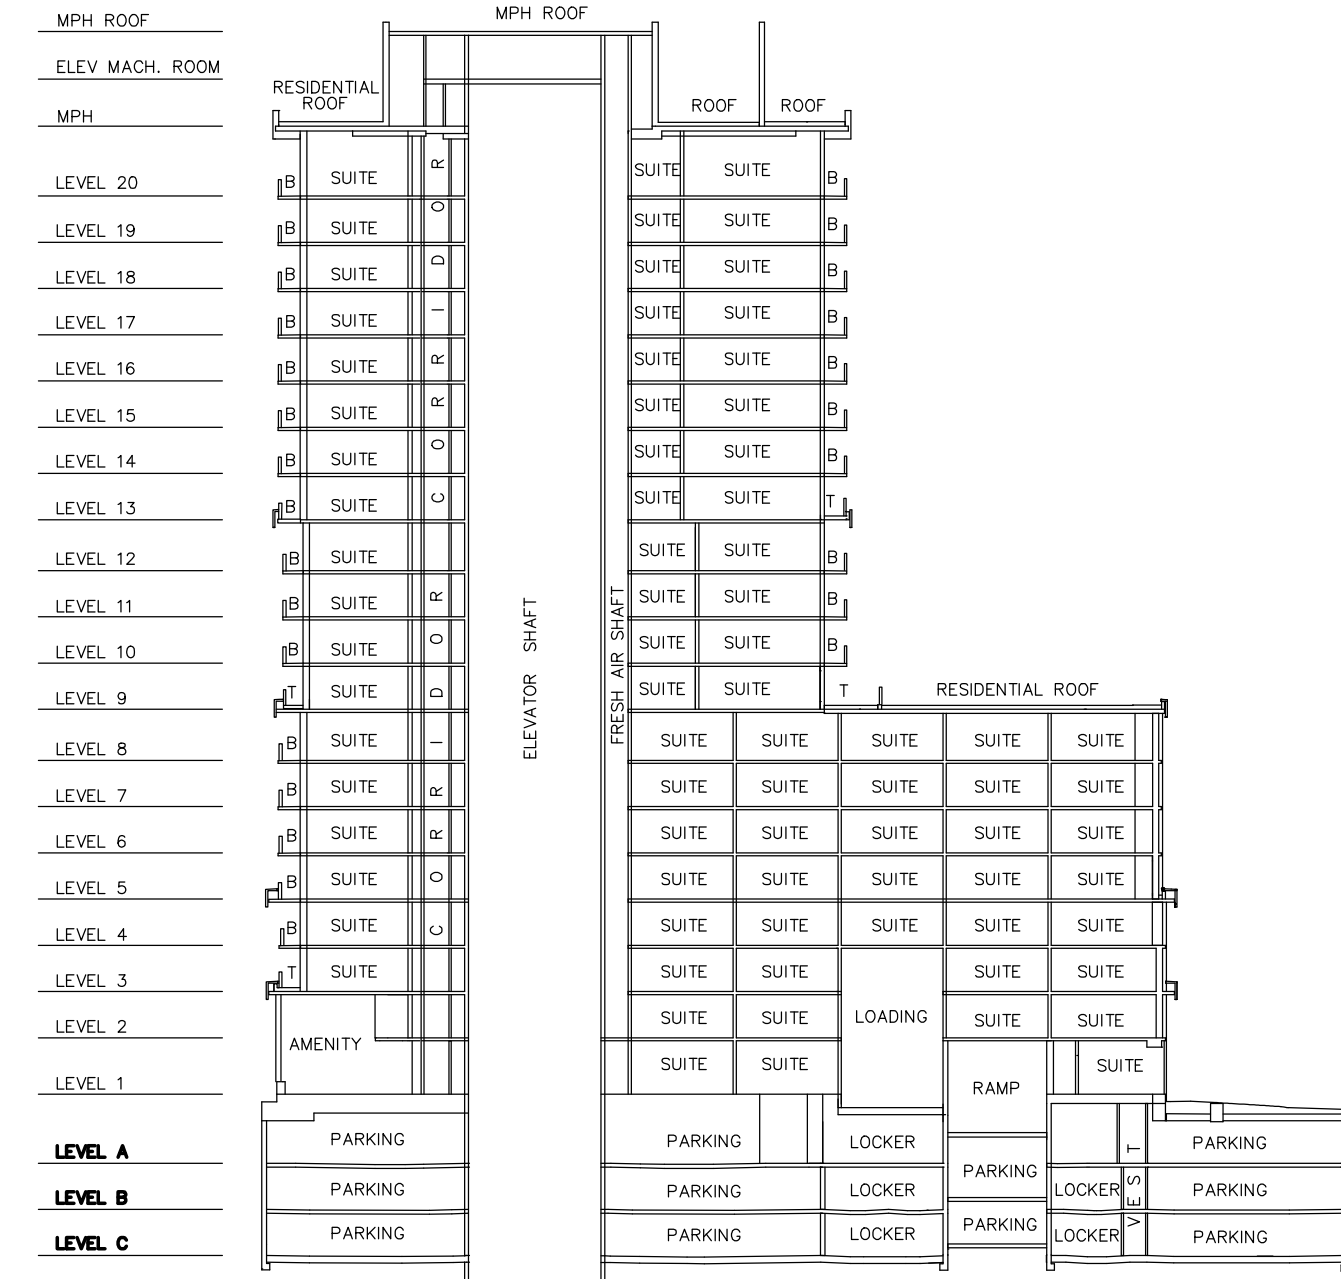 MPH ROOF
MPH ROOF
ELEV MACH. ROOM
RESIDENTIAL
ROOF
ROOF ROOF
MPH
LEVEL 20 B SUITE SUITE SUITE B
LEVEL 19 B SUITE SUITE SUITE B
LEVEL 18 B SUITE SUITE SUITE B
LEVEL 17 B SUITE SUITE SUITE B
LEVEL 16 B SUITE SUITE SUITE B
LEVEL 15 B SUITE SUITE SUITE B
LEVEL 14 B SUITE SUITE SUITE B
LEVEL 13 B SUITE SUITE SUITE T
CORRIDOR
LEVEL 12 B SUITE SUITE SUITE B
LEVEL 11 B SUITE SUITE SUITE B
LEVEL 10 B SUITE SUITE SUITE B
LEVEL 9 T SUITE SUITE SUITE T RESIDENTIAL ROOF
ELEVATOR SHAFT
FRESH AIR SHAFT
LEVEL 8 B SUITE SUITE SUITE SUITE SUITE SUITE
LEVEL 7 B SUITE SUITE SUITE SUITE SUITE SUITE
LEVEL 6 B SUITE SUITE SUITE SUITE SUITE SUITE
LEVEL 5 B SUITE SUITE SUITE SUITE SUITE SUITE
LEVEL 4 B SUITE SUITE SUITE SUITE SUITE SUITE
CORRIDOR
LEVEL 3 T SUITE SUITE SUITE SUITE SUITE
LEVEL 2 SUITE SUITE LOADING SUITE SUITE
AMENITY
LEVEL 1 SUITE SUITE RAMP SUITE
LEVEL A PARKING PARKING LOCKER PARKING
PARKING
LEVEL B PARKING PARKING LOCKER LOCKER PARKING
VEST
PARKING
LEVEL C PARKING PARKING LOCKER LOCKER PARKING